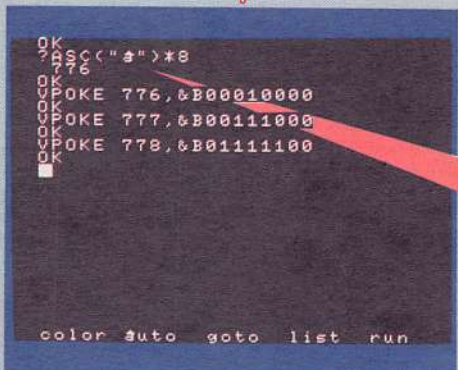 OK
?ASC("a")*8
776
OK
VPOKE 776,&B00010000
OK
VPOKE 777,&B00111000
OK
VPOKE 778,&B01111100
OK
color auto goto list run